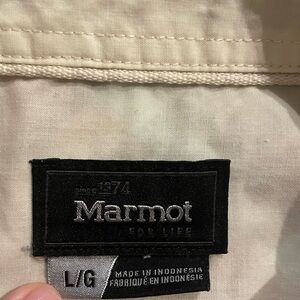 since 1974
Marmot
FOR LIFE
L/G
MADE IN INDONESIA
FABRIQUÉ EN INDONÉSIE